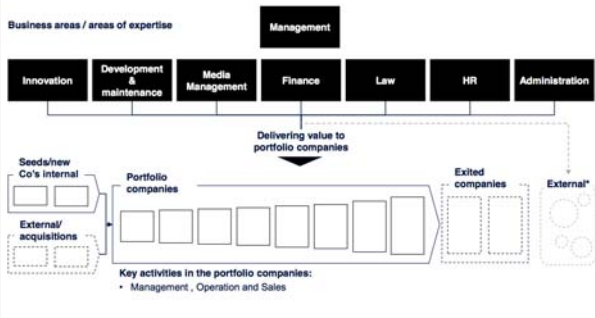 Business areas / areas of expertise
Management
Innovation
Development
&
maintenance
Media
Management
Finance
Law
HR
Administration
Delivering value to
portfolio companies
Seeds/new
Co's internal
Portfolio
companies
Exited
companies
External*
External/
acquisitions
Key activities in the portfolio companies:
• Management , Operation and Sales